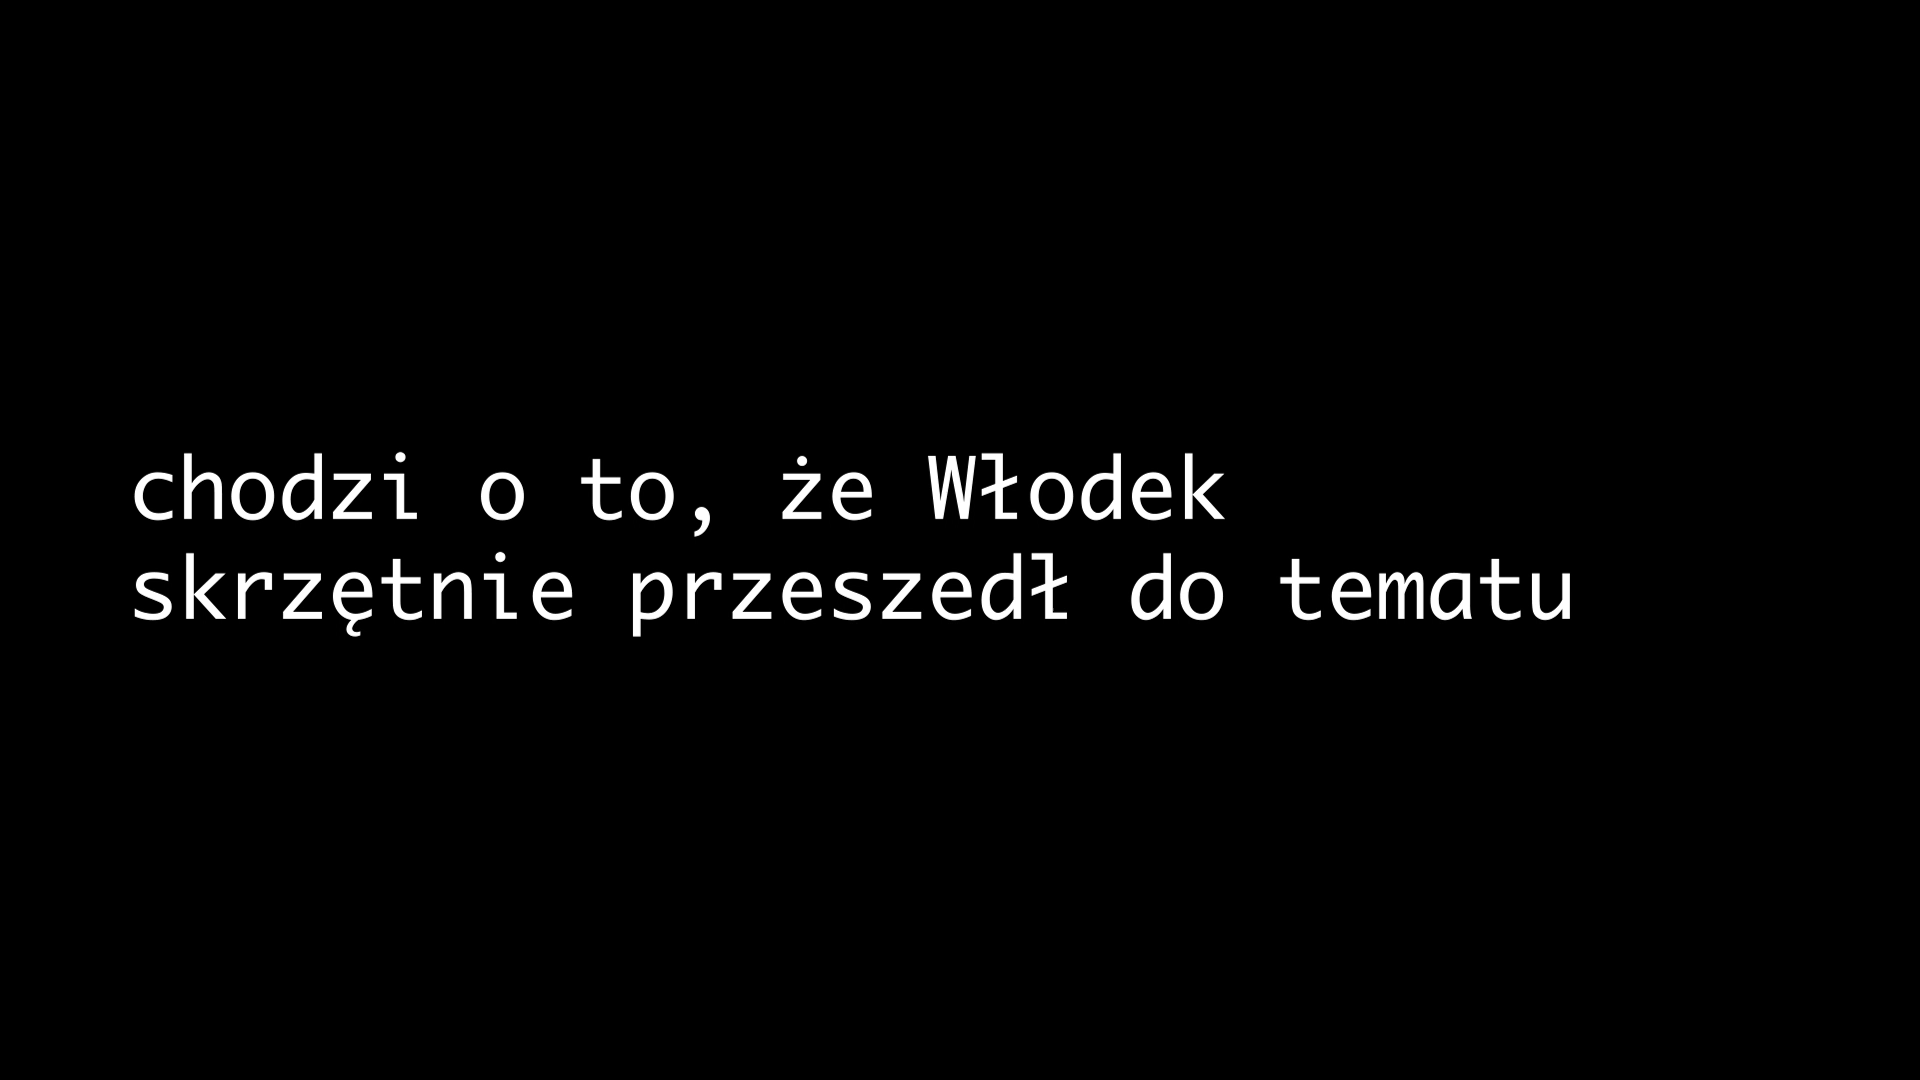 chodzi o to, że Włodek
skrzętnie przeszedł do tematu